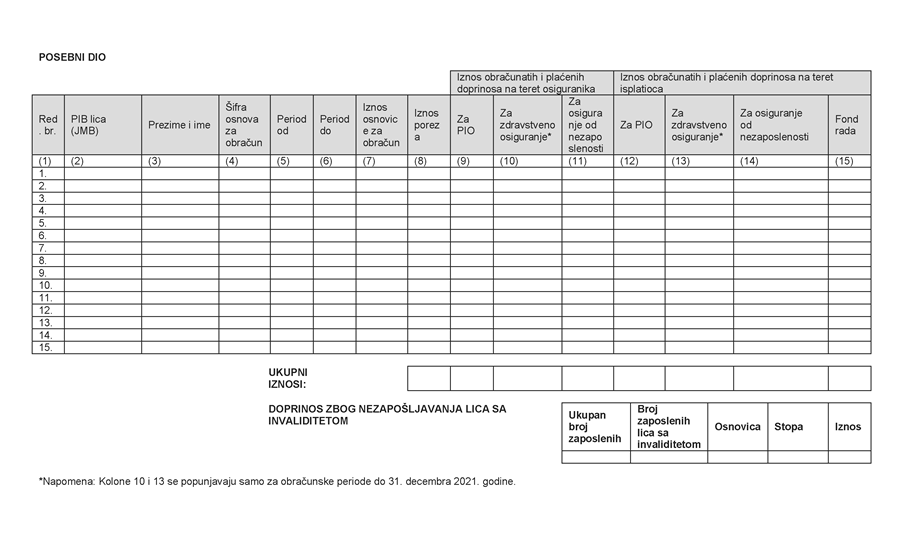 POSEBNI DIO
Iznos obračunatih i plaćenih
doprinosa na teret osiguranika
Iznos obračunatih i plaćenih doprinosa na teret
isplatioca
Red
. br.
PIB lica
(JMB)
Prezime i ime
Šifra
osnova
za
obračun
Period
od
Period
do
Iznos
osnovic
e za
obračun
Iznos
porez
a
Za
PIO
Za
zdravstveno
osiguranje*
Za
osigura
nje od
nezapo
slenosti
Za PIO
Za
zdravstveno
osiguranje*
Za osiguranje
od
nezaposlenosti
Fond
rada
(1) (2) (3) (4) (5) (6) (7) (8) (9) (10) (11) (12) (13) (14) (15)
1.
2.
3.
4.
5.
6.
7.
8.
9.
10.
11.
12.
13.
14.
15.
UKUPNI
IZNOSI:
DOPRINOS ZBOG NEZAPOŠLJAVANJA LICA SA
INVALIDITETOM
Ukupan
broj
zaposlenih
Broj
zaposlenih
lica sa
invaliditetom
Osnovica
Stopa
Iznos
*Napomena: Kolone 10 i 13 se popunjavaju samo za obračunske periode do 31. decembra 2021. godine.